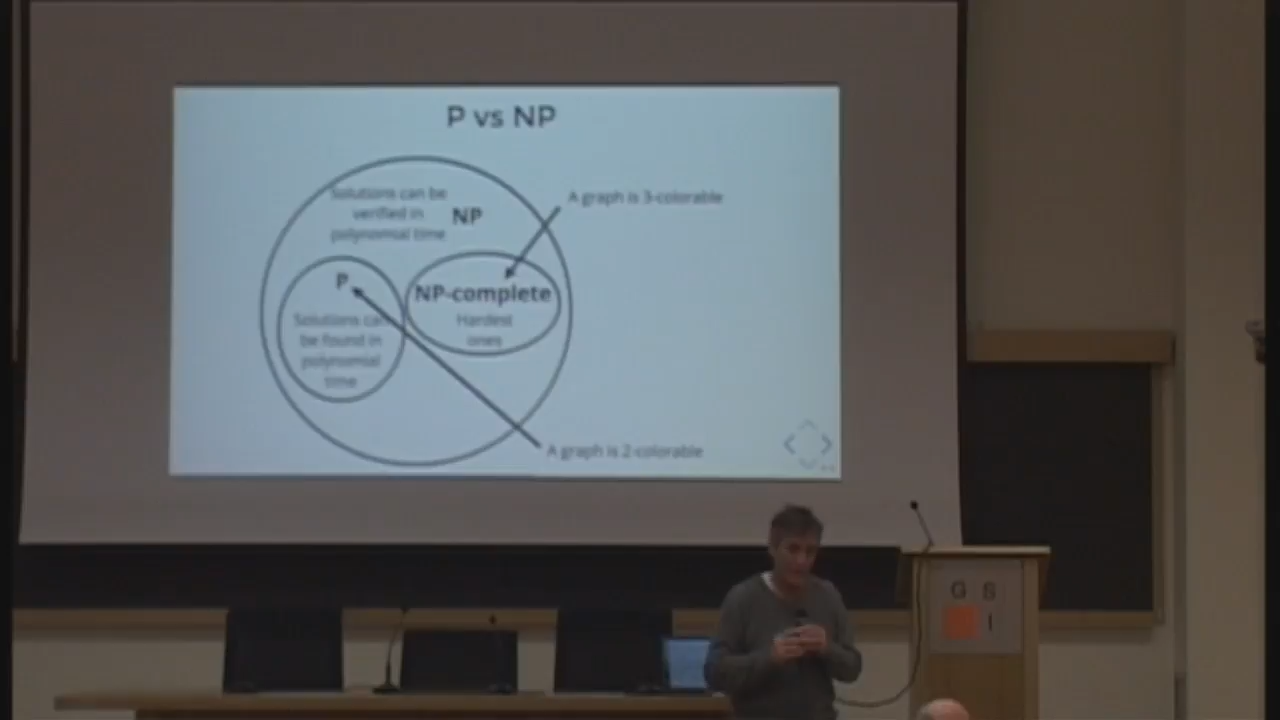 P vs NP
Solutions can be
verified in
polynomial time
NP
A graph is 3-colorable
P
Solutions can
be found in
polynomial
time
NP-complete
Hardest
ones
A graph is 2-colorable
G S
I